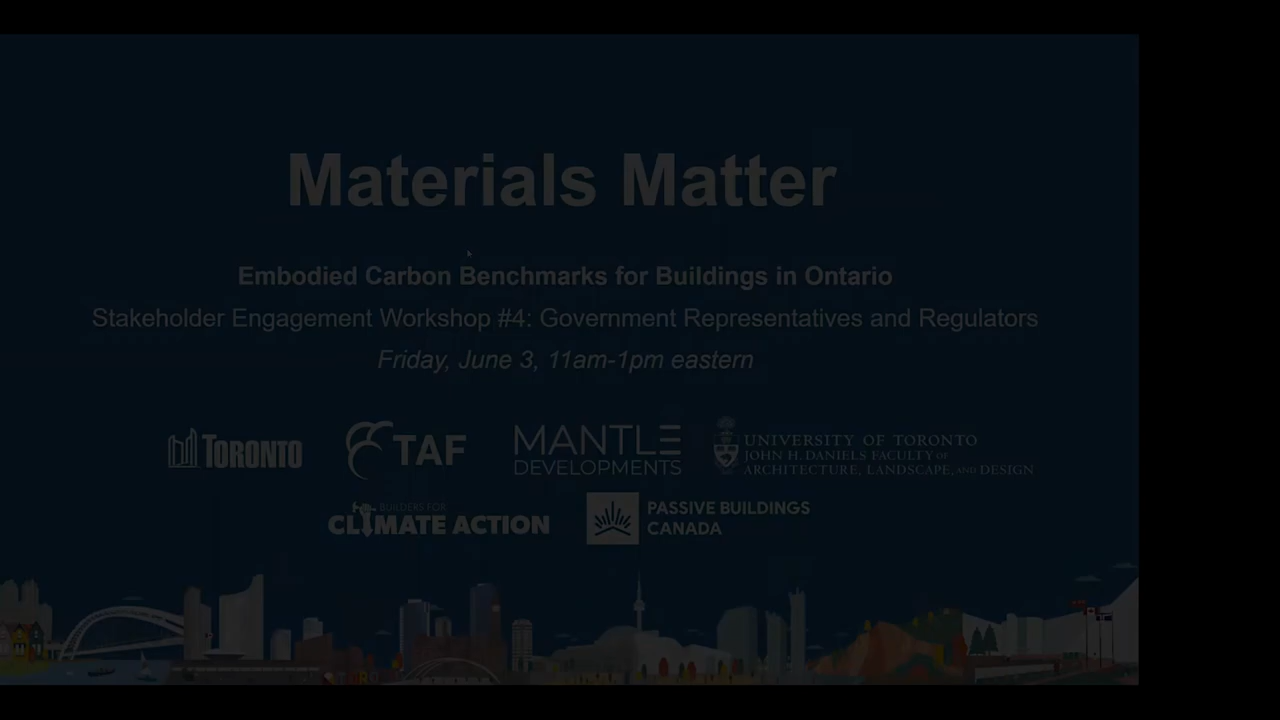 Materials Matter
Embodied Carbon Benchmarks for Buildings in Ontario
Stakeholder Engagement Workshop #4: Government Representatives and Regulators
Friday, June 3, 11am-1pm eastern
TORONTO
TAF
MANTLE
DEVELOPMENTS
UNIVERSITY OF TORONTO
JOHN H. DANIELS FACULTY OF
ARCHITECTURE, LANDSCAPE, AND DESIGN
BUILDERS FOR
CLIMATE ACTION
PASSIVE BUILDINGS
CANADA